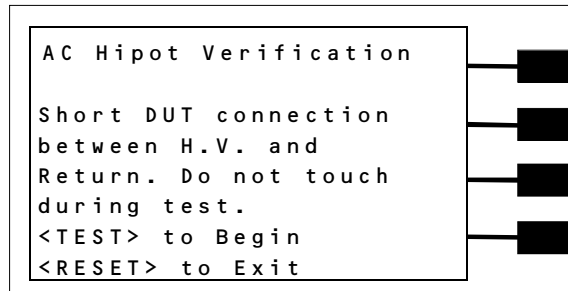 AC Hipot Verification
Short DUT connection
between H.V. and
Return. Do not touch
during test.
<TEST> to Begin
<RESET> to Exit